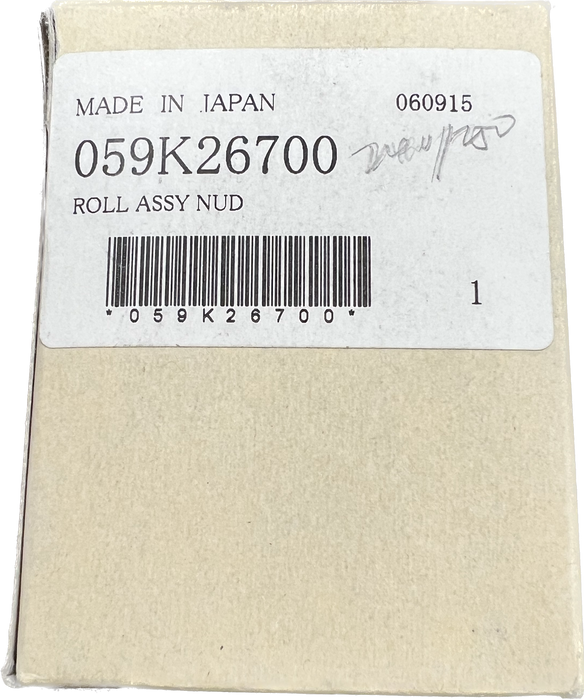 MADE IN JAPAN 060915
059K26700
ROLL ASSY NUD
*059K26700*
1